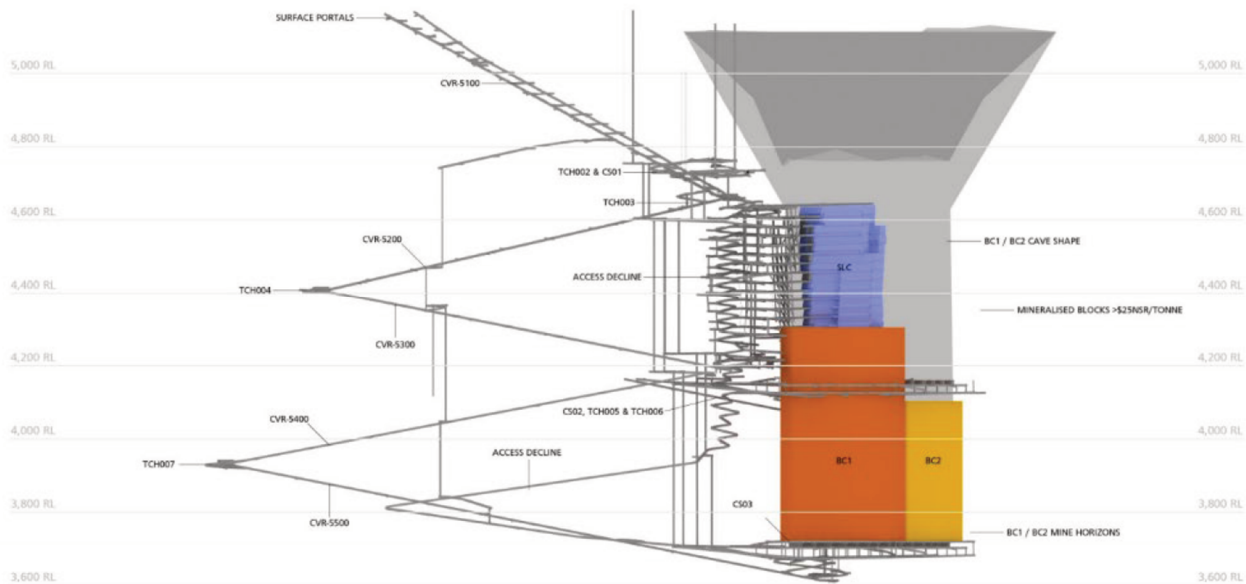 SURFACE PORTALS
5,000 RL
5,000 RL
CVR-5100
4,800 RL
4,800 RL
TCH002 & CS01
TCH003
4,600 RL
4,600 RL
CVR-5200
BC1 / BC2 CAVE SHAPE
SLC
ACCESS DECLINE
TCH004
4,400 RL
4,400 RL
MINERALISED BLOCKS >$25NSR/TONNE
CVR-5300
4,200 RL
4,200 RL
CS02, TCH005 & TCH006
CVR-5400
4,000 RL
4,000 RL
TCH007
ACCESS DECLINE
BC1
BC2
3,800 RL
3,800 RL
CS03
CVR-5500
BC1 / BC2 MINE HORIZONS
3,600 RL
3,600 RL